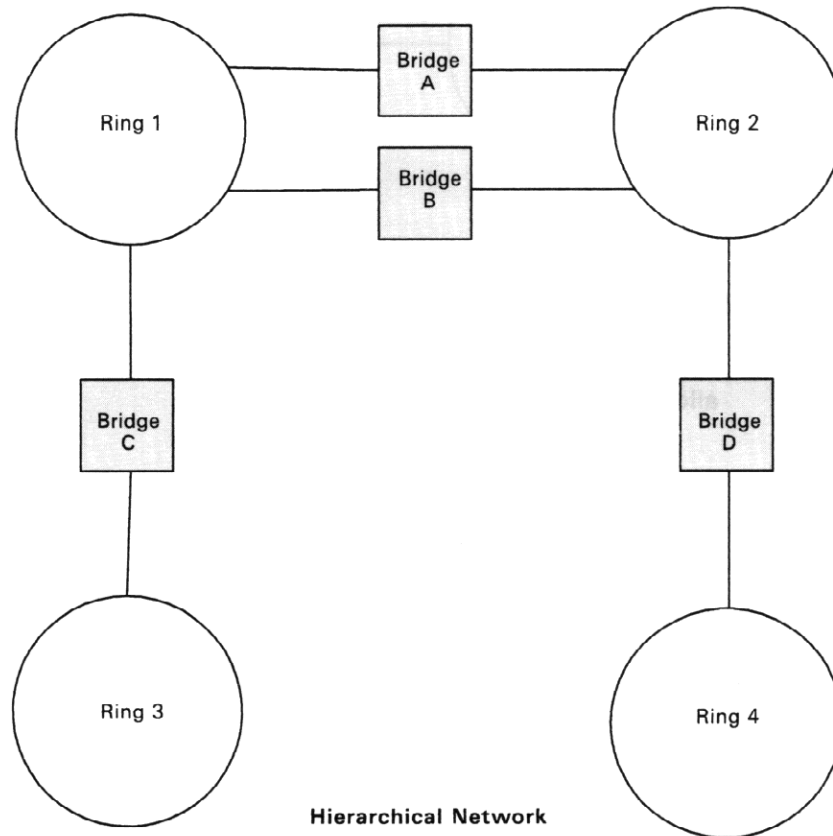 Ring 1
Bridge
A
Ring 2
Bridge
B
Bridge
C
Bridge
D
Ring 3
Ring 4
Hierarchical Network